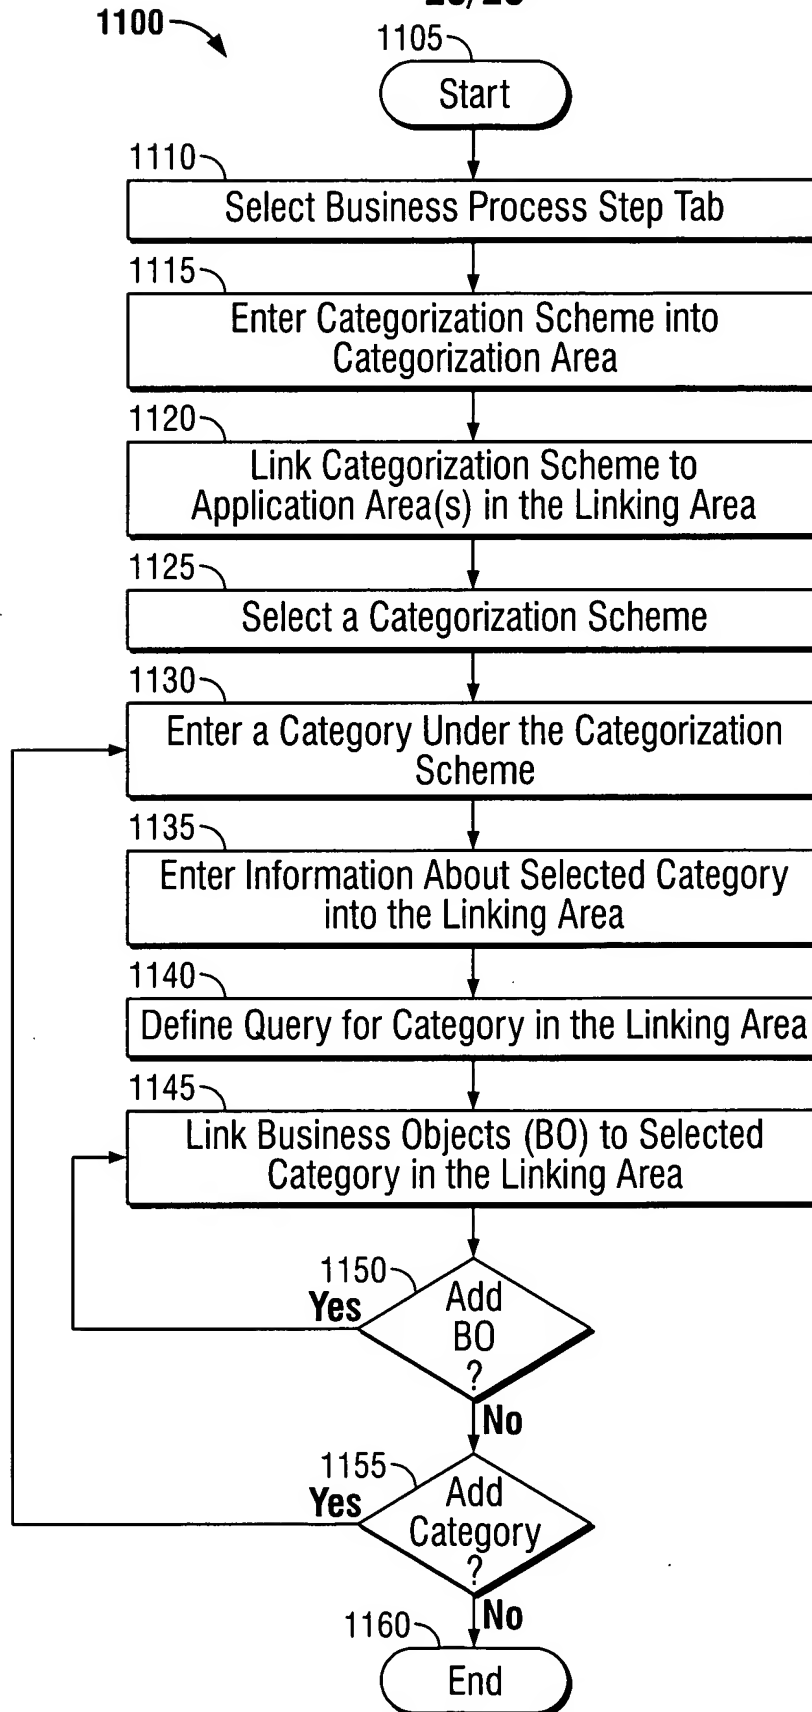 1100
1105
Start
1110
Select Business Process Step Tab
1115
Enter Categorization Scheme into
Categorization Area
1120
Link Categorization Scheme to
Application Area(s) in the Linking Area
1125
Select a Categorization Scheme
1130
Enter a Category Under the Categorization
Scheme
1135
Enter Information About Selected Category
into the Linking Area
1140
Define Query for Category in the Linking Area
1145
Link Business Objects (BO) to Selected
Category in the Linking Area
1150
Yes
Add
BO
?
No
1155
Yes
Add
Category
?
No
1160
End